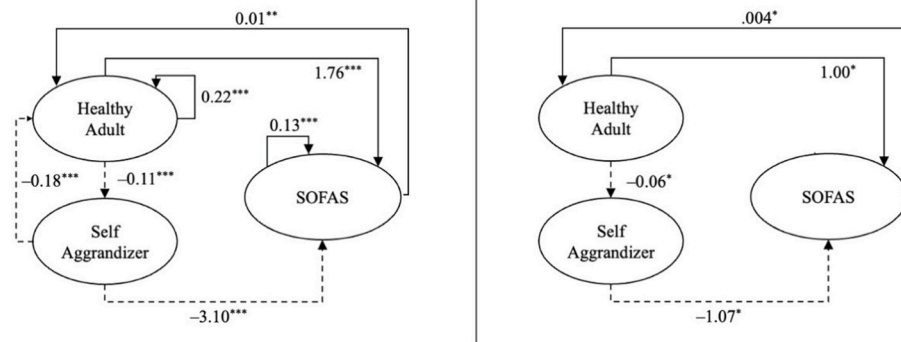 0.01**
1.76***
Healthy
Adult
0.22***
0.13***
–0.18***
–0.11***
SOFAS
Self
Aggrandizer
–3.10***
.004*
1.00*
Healthy
Adult
–0.06*
SOFAS
Self
Aggrandizer
–1.07*